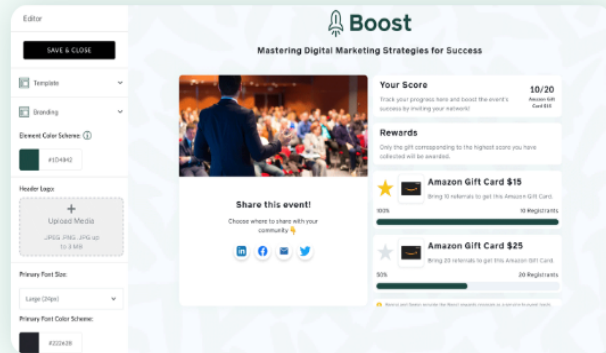 Editor
SAVE & CLOSE
Template
Branding
Element Color Scheme:
Header Logo:
Upload Media
JPEG, PNG, JPG up
to 3 MB
Primary Font Size:
Large (24px)
Primary Font Color Scheme:
Boost
Mastering Digital Marketing Strategies for Success
Share this event!
Choose where to share with your
community
Your Score
Track your progress here and boost the event's
success by inviting your network!
10/20
Amazon Gift
Card $10
Rewards
Only the gift corresponding to the highest score you have
collected will be awarded.
Amazon Gift Card $15
Bring 10 referrals to get this Amazon Gift Card.
100%
10 Registrants
Amazon Gift Card $25
Bring 20 referrals to get this Amazon Gift Card.
50%
20 Registrants